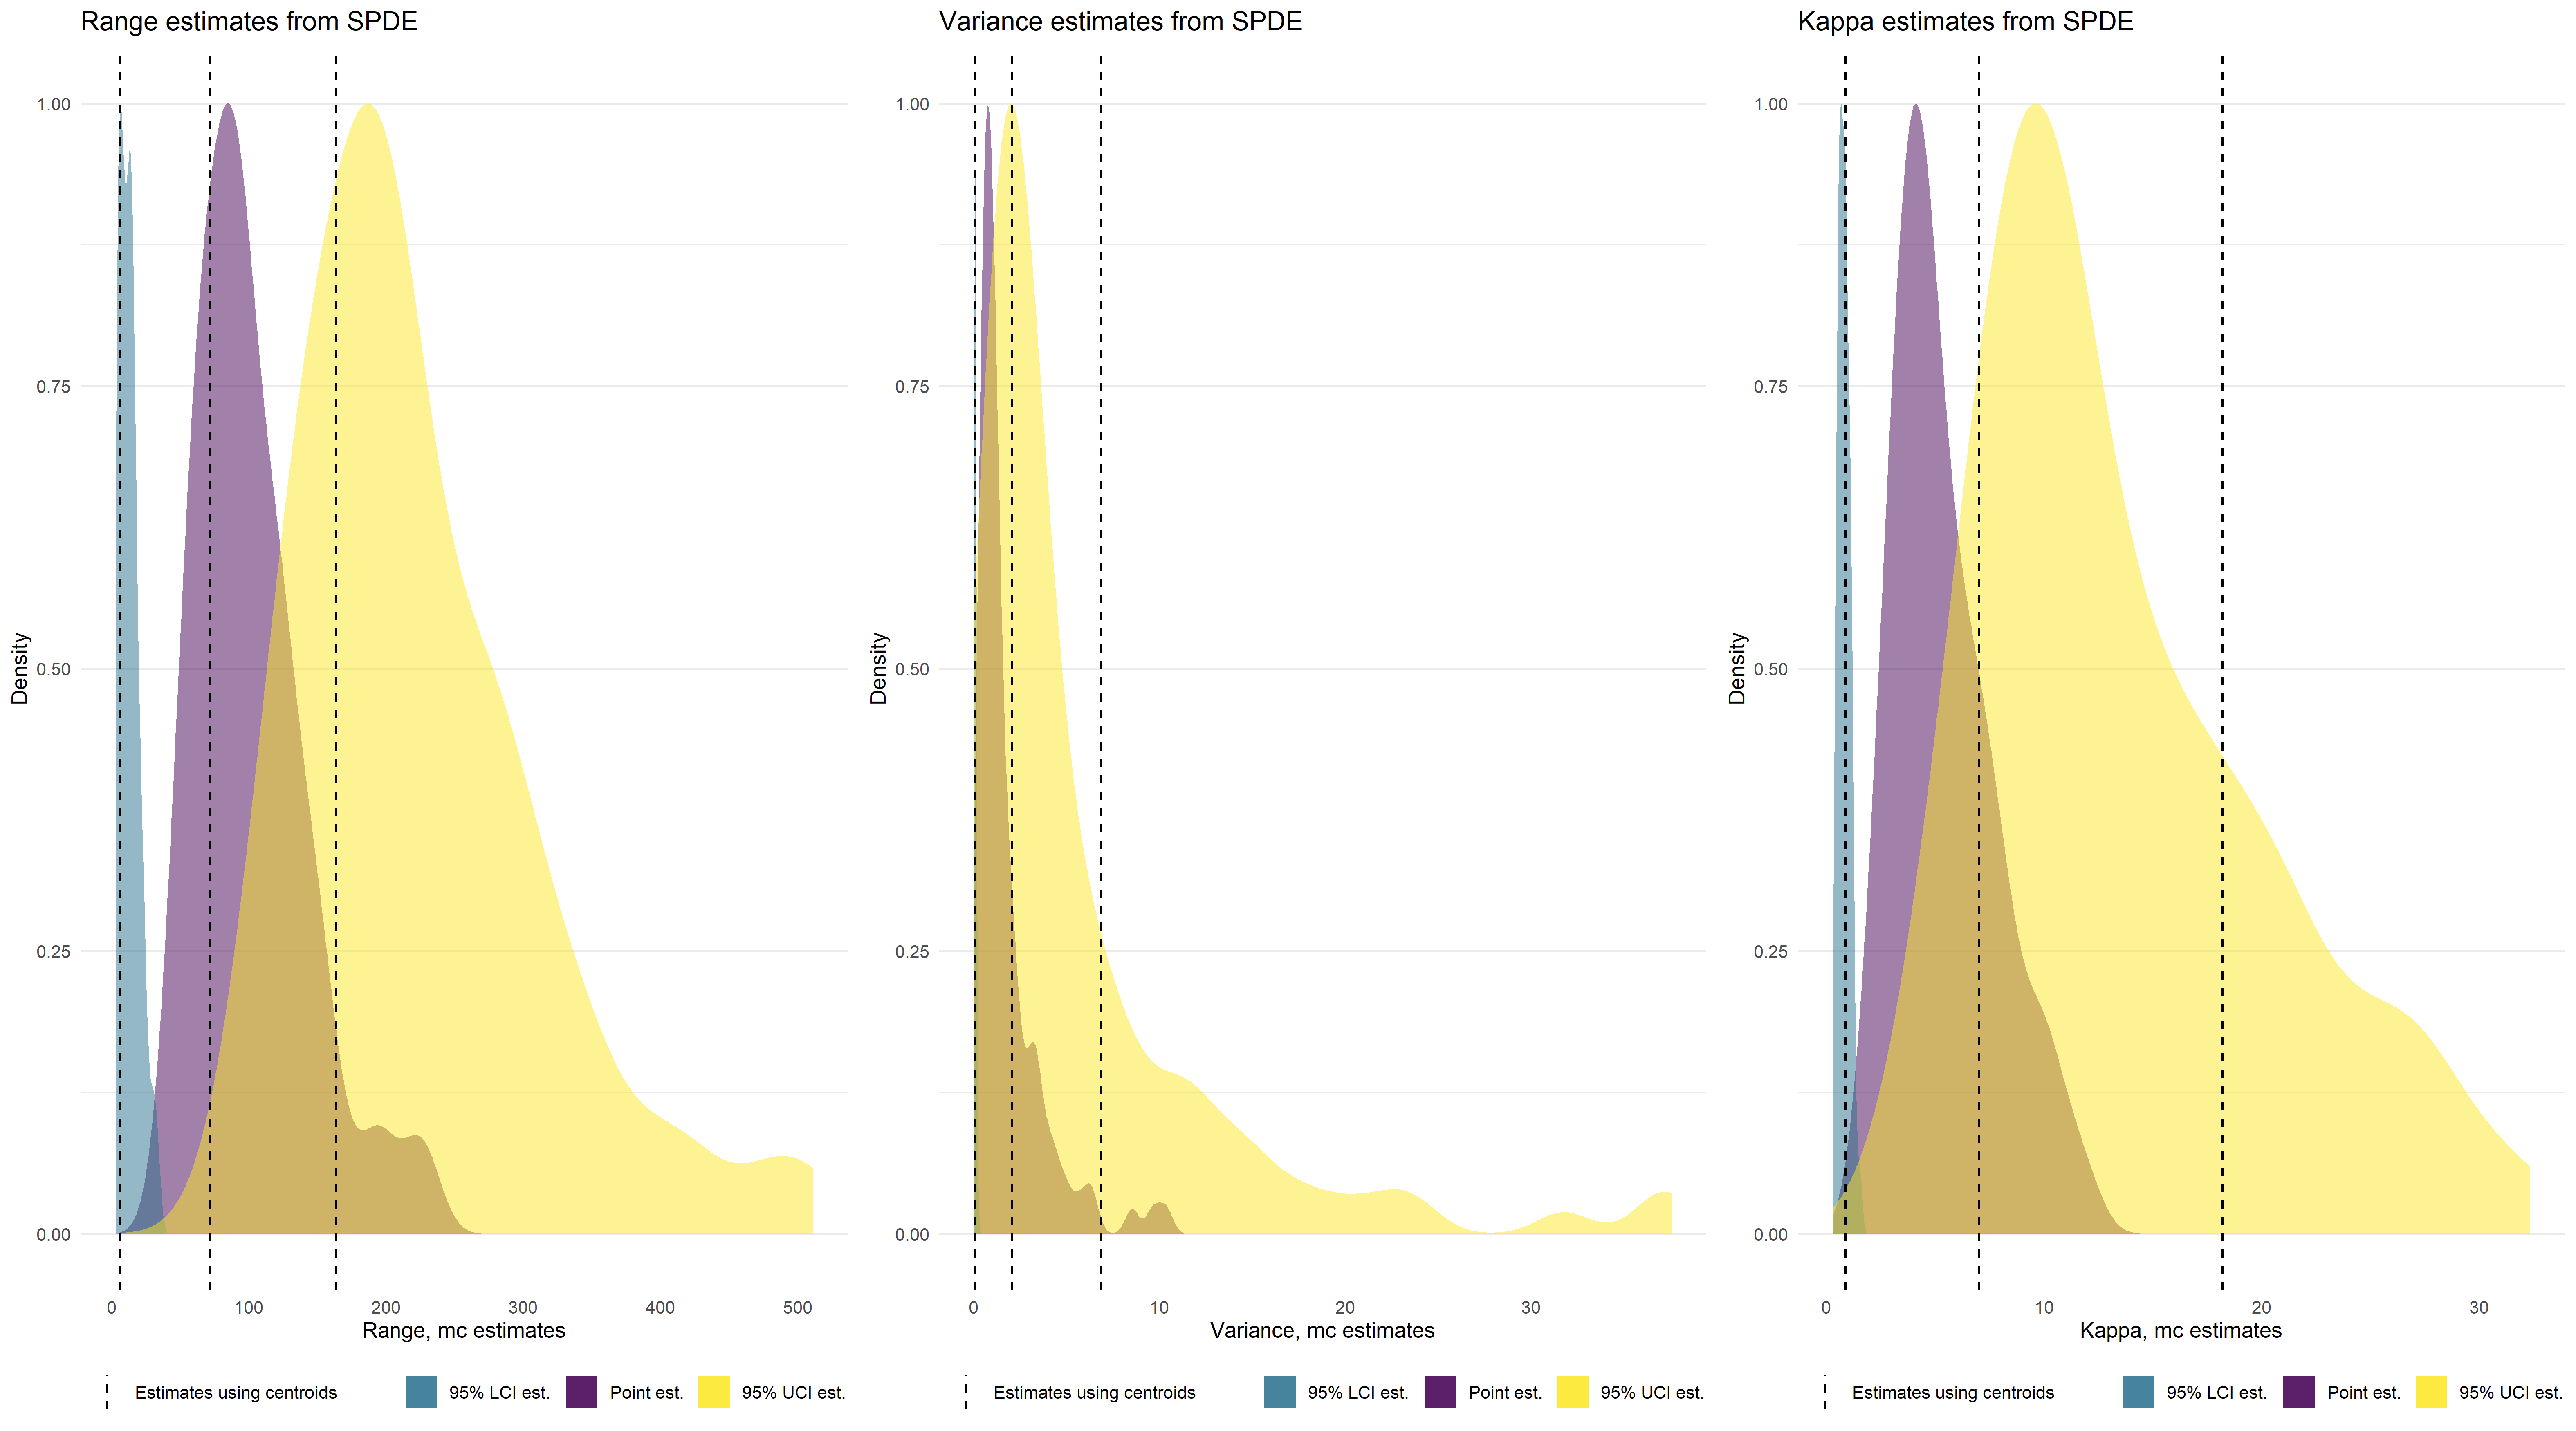 Range estimates from SPDE
1.00
0.75
0.50
0.25
0.00
Density
0 100 200 300 400 500
Range, mc estimates
Estimates using centroids 95% LCI est. Point est. 95% UCI est.
Variance estimates from SPDE
1.00
0.75
0.50
0.25
0.00
Density
0 10 20 30
Variance, mc estimates
Estimates using centroids 95% LCI est. Point est. 95% UCI est.
Kappa estimates from SPDE
1.00
0.75
0.50
0.25
0.00
Density
0 10 20 30
Kappa, mc estimates
Estimates using centroids 95% LCI est. Point est. 95% UCI est.